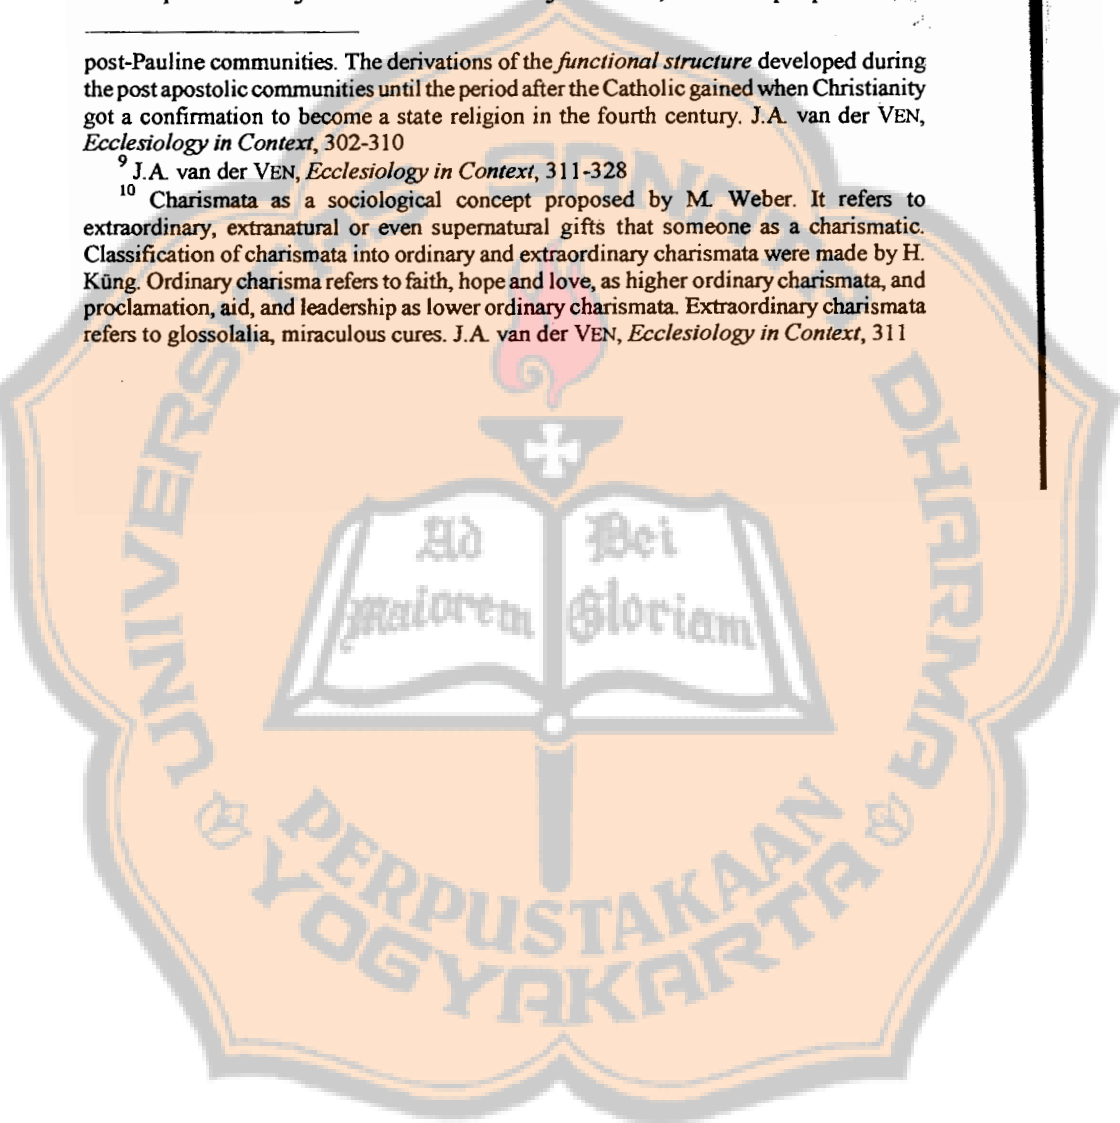 post-Pauline communities. The derivations of the functional structure developed during
the post apostolic communities until the period after the Catholic gained when Christianity
got a confirmation to become a state religion in the fourth century. J.A. van der VEN,
Ecclesiology in Context, 302-310
9 J.A. van der VEN, Ecclesiology in Context, 311-328
10 Charismata as a sociological concept proposed by M. Weber. It refers to
extraordinary, extranatural or even supernatural gifts that someone as a charismatic.
Classification of charismata into ordinary and extraordinary charismata were made by H.
Küng. Ordinary charisma refers to faith, hope and love, as higher ordinary charismata, and
proclamation, aid, and leadership as lower ordinary charismata. Extraordinary charismata
refers to glossolalia, miraculous cures. J.A. van der VEN, Ecclesiology in Context, 311
UNIVERSITAS SANATA DHARMA
Ad
maiorem
Dei
Gloriam
PERPUSTAKAAN
YOGYAKARTA